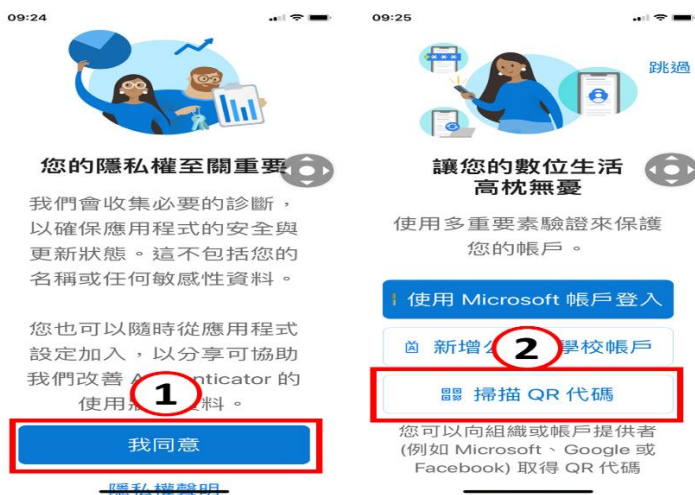 09:24
您的隱私權至關重要
我們會收集必要的診斷，
以確保應用程式的安全與
更新狀態。這不包括您的
名稱或任何敏感性資料。
您也可以隨時從應用程式
設定加入，以分享可協助
我們改善 A nticator 的
使用 資料。
1
我同意
隱私權聲明
09:25
跳過
讓您的數位生活
高枕無憂
使用多重要素驗證來保護
您的帳戶。
使用 Microsoft 帳戶登入
新增 學校帳戶
2
掃描 QR 代碼
您可以向組織或帳戶提供者
(例如 Microsoft、Google 或
Facebook) 取得 QR 代碼